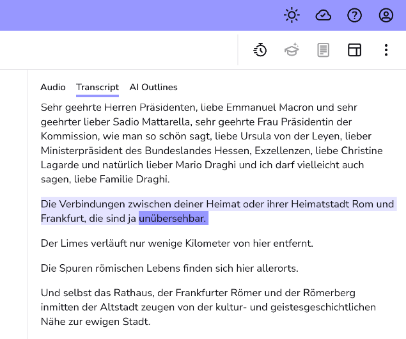 Audio Transcript AI Outlines
Sehr geehrte Herren Präsidenten, liebe Emmanuel Macron und sehr
geehrter lieber Sadio Mattarella, sehr geehrte Frau Präsidentin der
Kommission, wie man so schön sagt, liebe Ursula von der Leyen, lieber
Ministerpräsident des Bundeslandes Hessen, Exzellenzen, liebe Christine
Lagarde und natürlich lieber Mario Draghi und ich darf vielleicht auch
sagen, liebe Familie Draghi.
Die Verbindungen zwischen deiner Heimat oder ihrer Heimatstadt Rom und
Frankfurt, die sind ja unübersehbar.
Der Limes verläuft nur wenige Kilometer von hier entfernt.
Die Spuren römischen Lebens finden sich hier allerorts.
Und selbst das Rathaus, der Frankfurter Römer und der Römerberg
inmitten der Altstadt zeugen von der kultur- und geistesgeschichtlichen
Nähe zur ewigen Stadt.